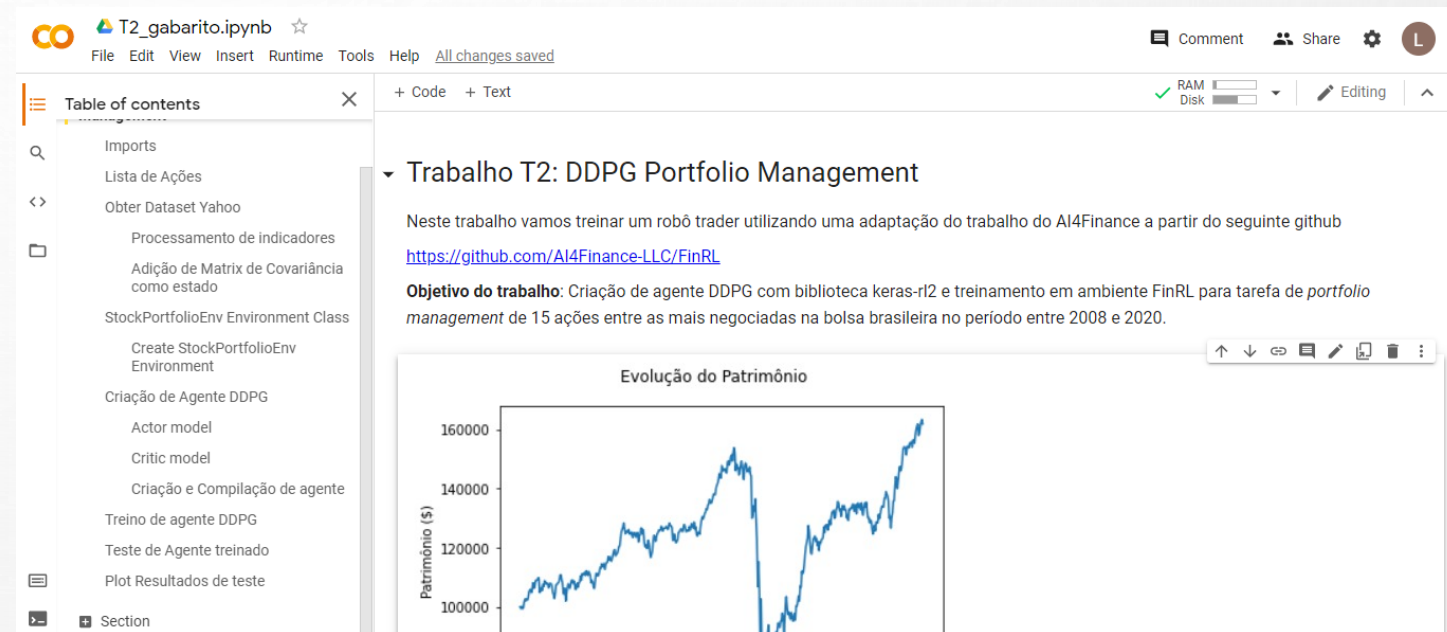 T2_gabarito.ipynb
File Edit View Insert Runtime Tools Help All changes saved
Comment Share L
Table of contents
Management
Imports
Lista de Ações
Obter Dataset Yahoo
Processamento de indicadores
Adição de Matrix de Covariância
como estado
StockPortfolioEnv Environment Class
Create StockPortfolioEnv
Environment
Criação de Agente DDPG
Actor model
Critic model
Criação e Compilação de agente
Treino de agente DDPG
Teste de Agente treinado
Plot Resultados de teste
Section
+ Code + Text
RAM
Disk
Editing
Trabalho T2: DDPG Portfolio Management
Neste trabalho vamos treinar um robô trader utilizando uma adaptação do trabalho do AI4Finance a partir do seguinte github
https://github.com/AI4Finance-LLC/FinRL
Objetivo do trabalho: Criação de agente DDPG com biblioteca keras-rl2 e treinamento em ambiente FinRL para tarefa de portfolio
management de 15 ações entre as mais negociadas na bolsa brasileira no período entre 2008 e 2020.
Evolução do Patrimônio
160000
140000
120000
100000
Patrimônio ($)